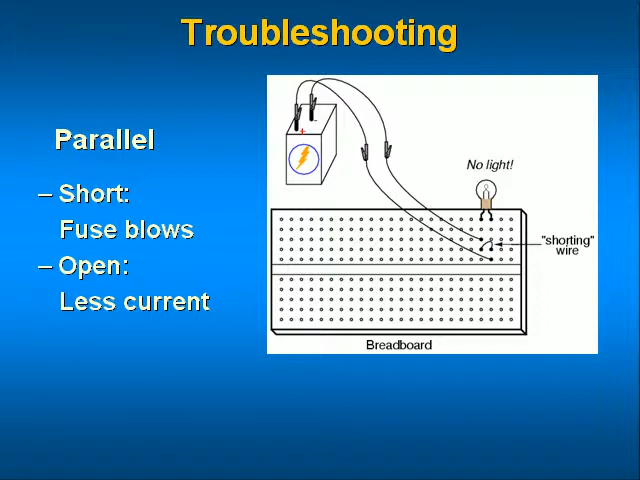 Troubleshooting
Parallel
– Short:
Fuse blows
– Open:
Less current
+
-
No light!
"shorting"
wire
Breadboard